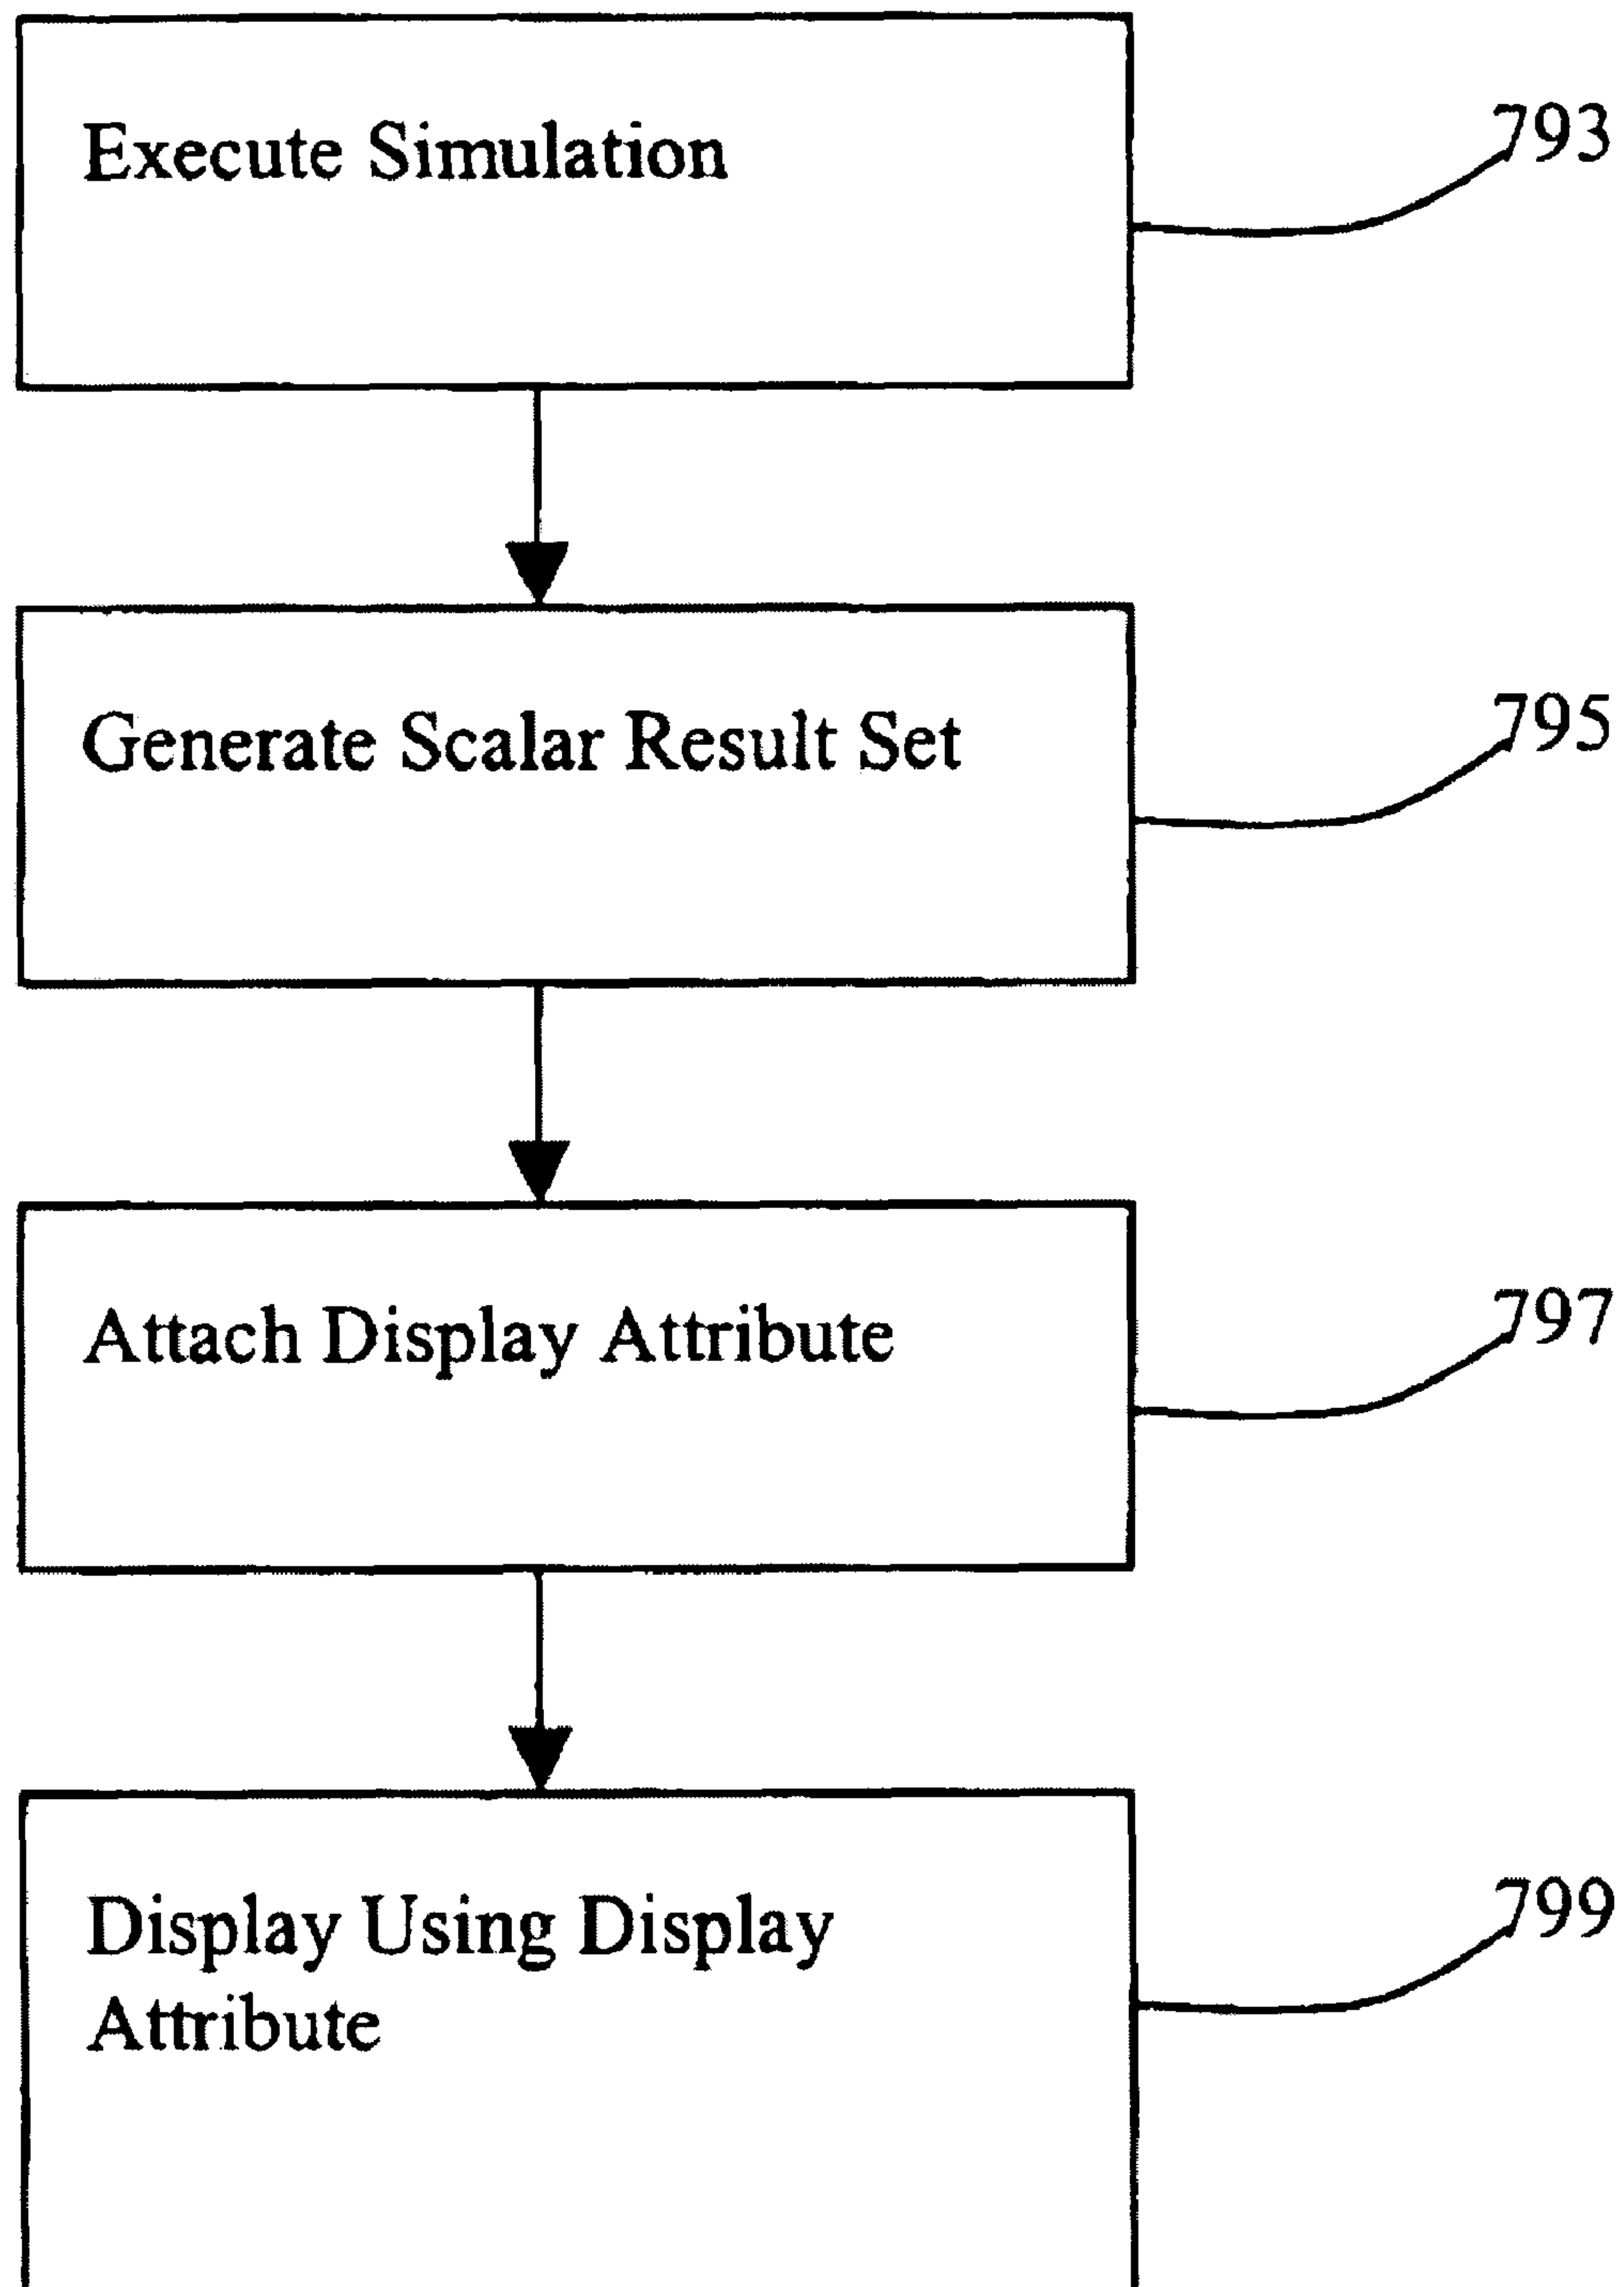 Execute Simulation
793
Generate Scalar Result Set
795
Attach Display Attribute
797
Display Using Display
Attribute
799